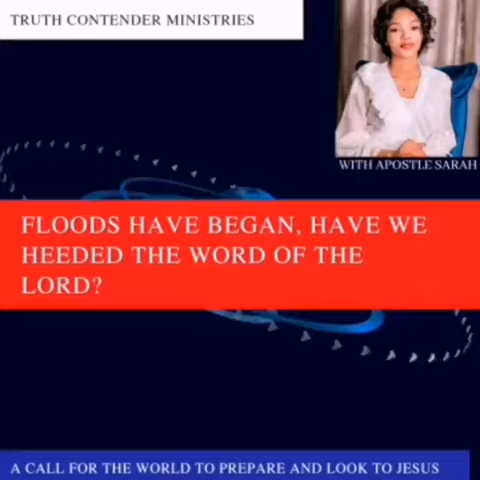 TRUTH CONTENDER MINISTRIES
WITH APOSTLE SARAH
FLOODS HAVE BEGAN, HAVE WE
HEEDED THE WORD OF THE
LORD?
A CALL FOR THE WORLD TO PREPARE AND LOOK TO JESUS